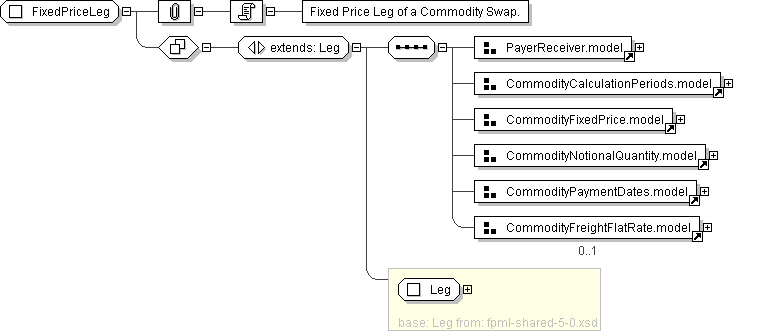 FixedPriceLeg
Fixed Price Leg of a Commodity Swap.
extends: Leg
PayerReceiver.model
CommodityCalculationPeriods.model
CommodityFixedPrice.model
CommodityNotionalQuantity.model
CommodityPaymentDates.model
CommodityFreightFlatRate.model
0..1
Leg
base: Leg from: fpml-shared-5-0.xsd